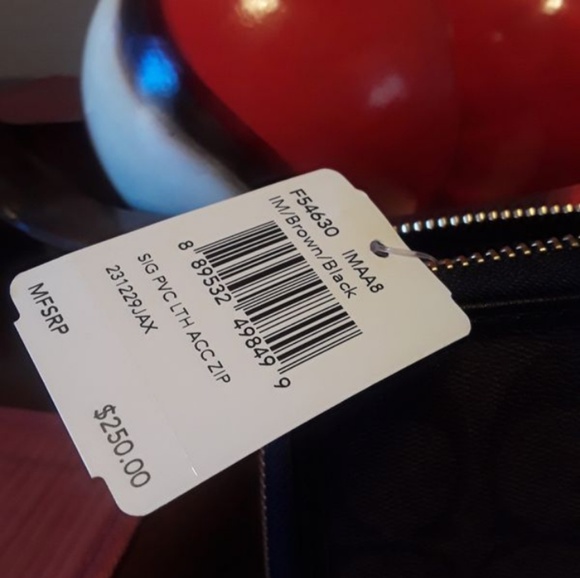 F54630 IMAA8
IM/Brown/Black
8 89532 49849 9
SIG PVC LTH ACC ZIP
231229JAX
MFSRP
$250.00